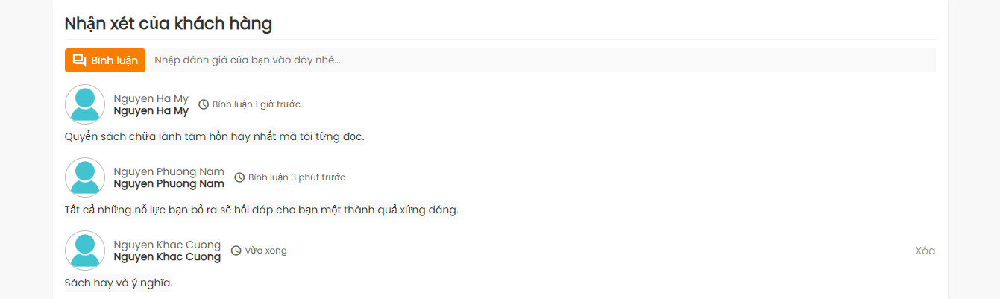 Nhận xét của khách hàng
Bình luận Nhập đánh giá của bạn vào đây nhé...
Nguyen Ha My
Nguyen Ha My
Bình luận 1 giờ trước
Quyển sách chữa lành tâm hồn hay nhất mà tôi từng đọc.
Nguyen Phuong Nam
Nguyen Phuong Nam
Bình luận 3 phút trước
Tất cả những nỗ lực bạn bỏ ra sẽ hồi đáp cho bạn một thành quả xứng đáng.
Nguyen Khac Cuong
Nguyen Khac Cuong
Vừa xong
Xóa
Sách hay và ý nghĩa.